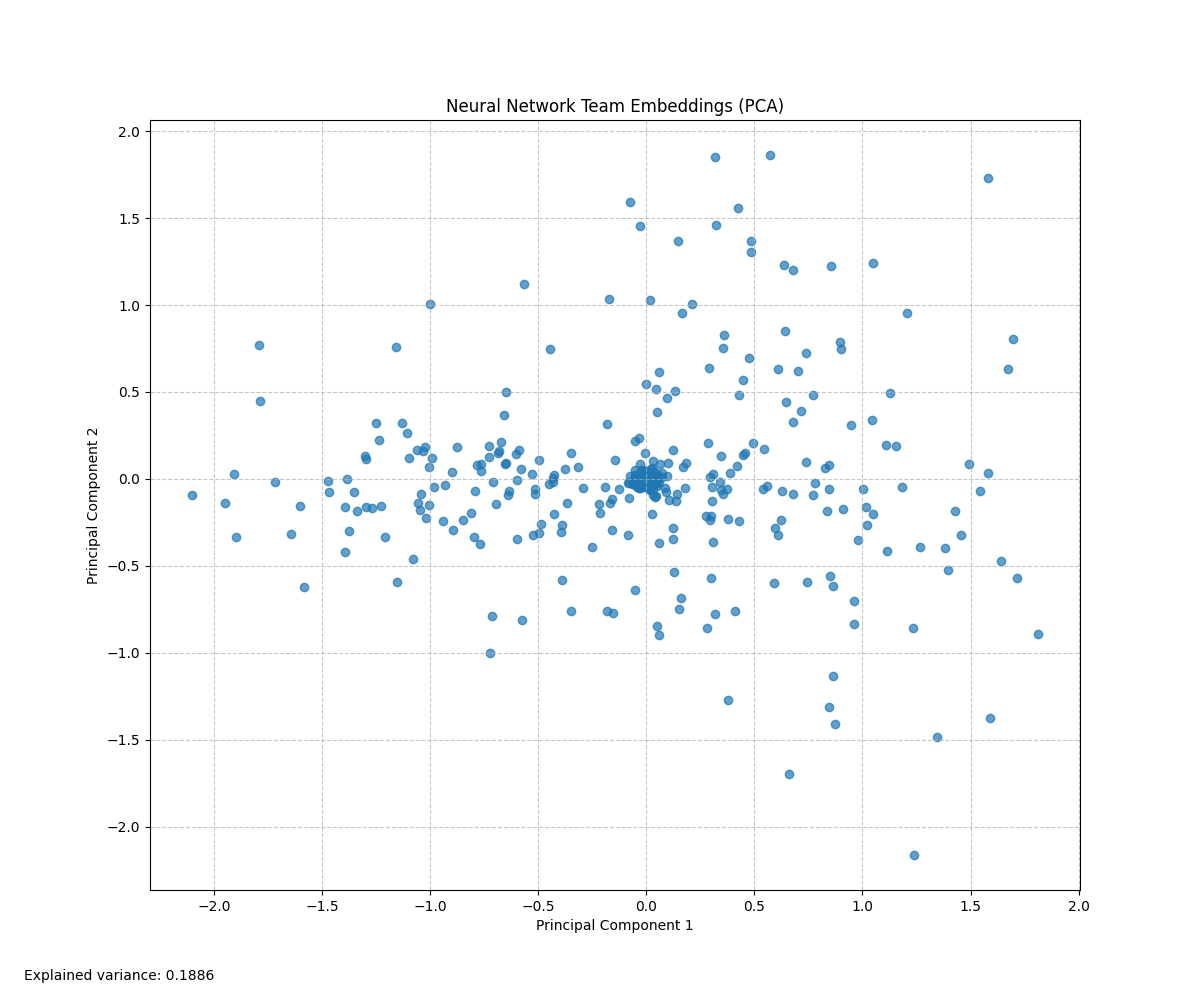 Neural Network Team Embeddings (PCA)
2.0
1.5
1.0
0.5
0.0
−0.5
−1.0
−1.5
−2.0
Principal Component 2
−2.0 −1.5 −1.0 −0.5 0.0 0.5 1.0 1.5 2.0
Principal Component 1
Explained variance: 0.1886